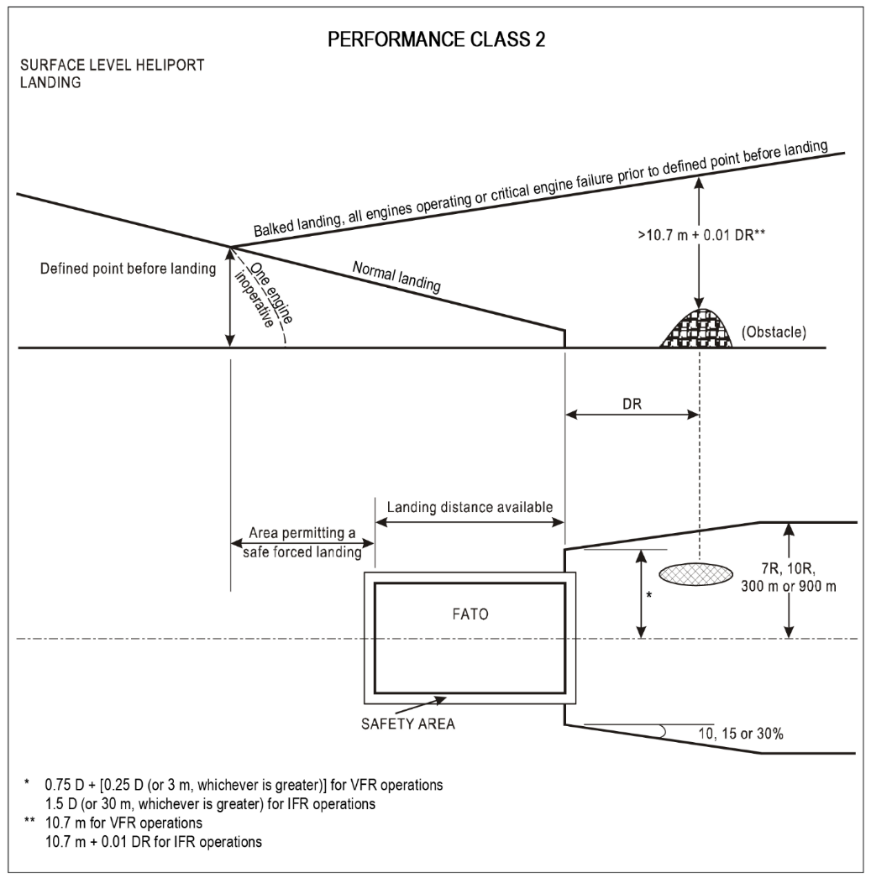 PERFORMANCE CLASS 2
SURFACE LEVEL HELIPORT
LANDING
Balked landing, all engines operating or critical engine failure prior to defined point before landing
>10.7 m + 0.01 DR**
Defined point before landing
One engine
inoperative
Normal landing
(Obstacle)
DR
Landing distance available
Area permitting a
safe forced landing
7R, 10R,
300 m or 900 m
*
FATO
SAFETY AREA
10, 15 or 30%
* 0.75 D + [0.25 D (or 3 m, whichever is greater)] for VFR operations
1.5 D (or 30 m, whichever is greater) for IFR operations
** 10.7 m for VFR operations
10.7 m + 0.01 DR for IFR operations